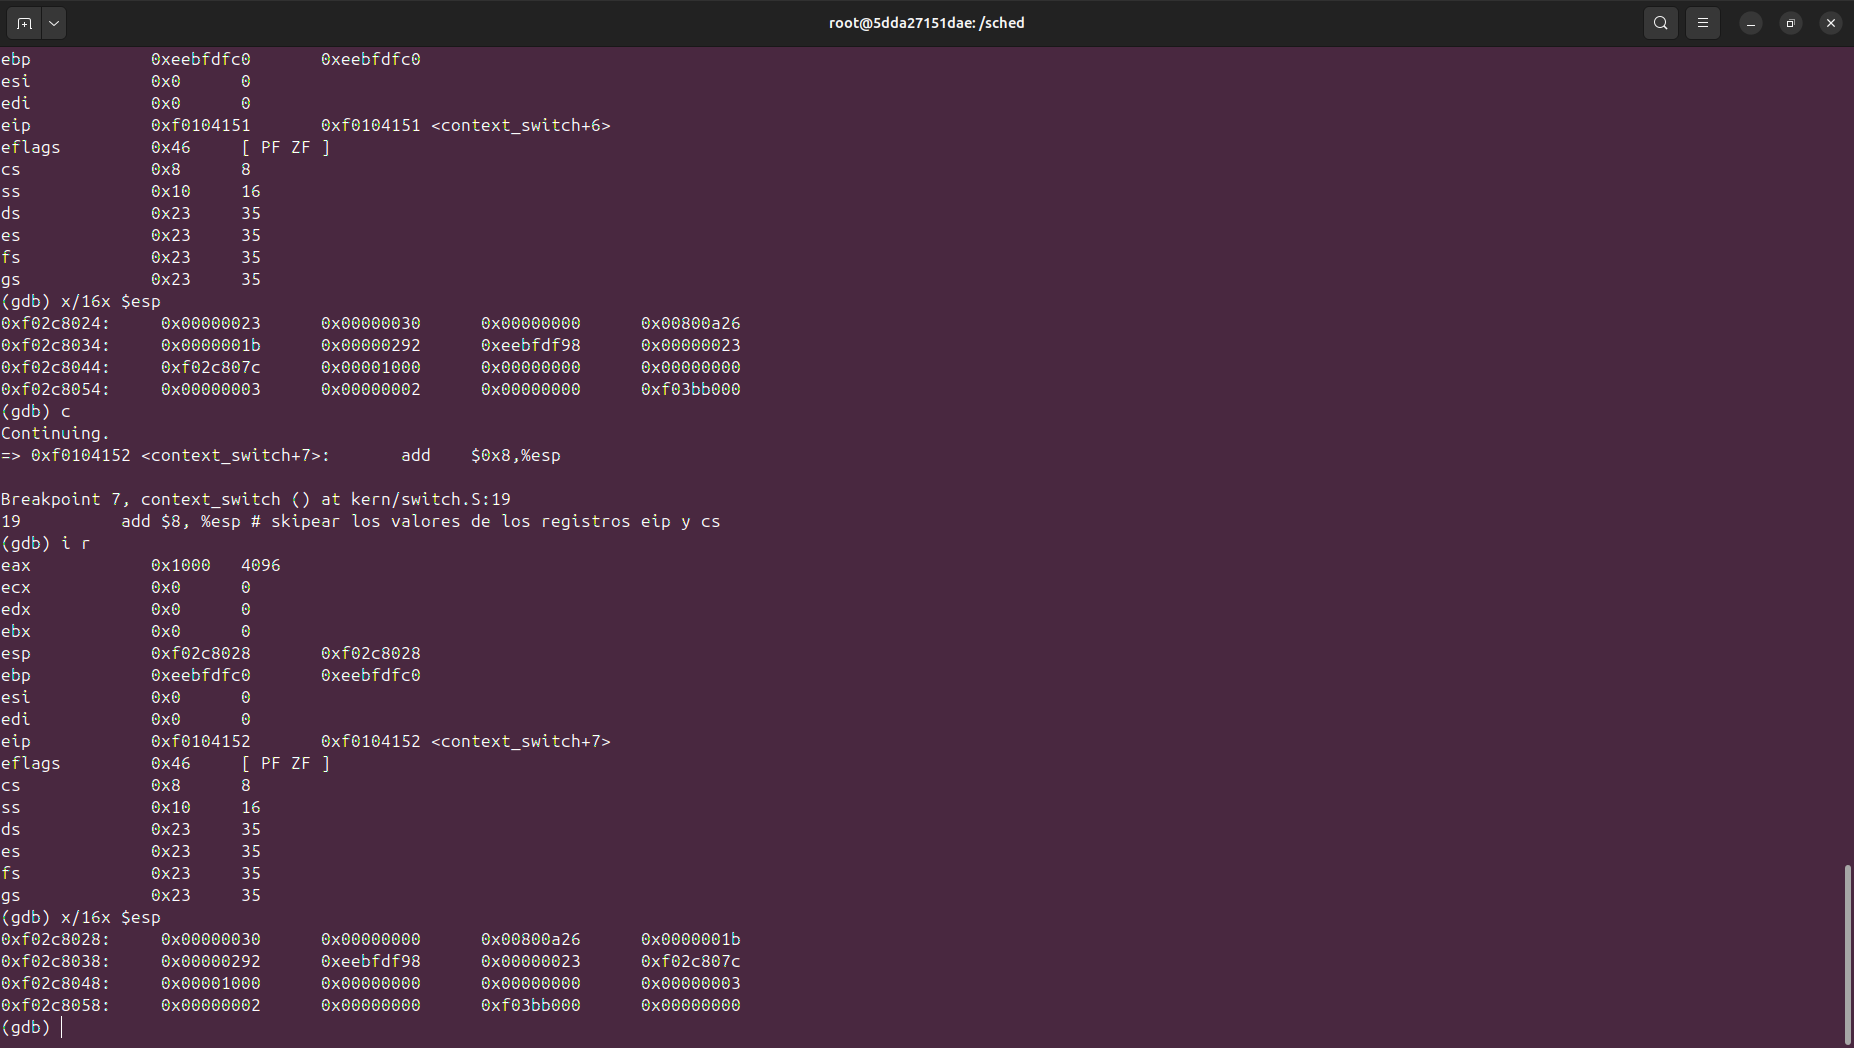 root@5dda27151dae: /sched
ebp 0xeebfdfc0 0xeebfdfc0
esi 0x0 0
edi 0x0 0
eip 0xf0104151 0xf0104151 <context_switch+6>
eflags 0x46 [ PF ZF ]
cs 0x8 8
ss 0x10 16
ds 0x23 35
es 0x23 35
fs 0x23 35
gs 0x23 35
(gdb) x/16x $esp
0xf02c8024: 0x00000023 0x00000030 0x00000000 0x00800a26
0xf02c8034: 0x0000001b 0x00000292 0xeebfdf98 0x00000023
0xf02c8044: 0xf02c807c 0x00001000 0x00000000 0x00000000
0xf02c8054: 0x00000003 0x00000002 0x00000000 0xf03bb000
(gdb) c
Continuing.
=> 0xf0104152 <context_switch+7>: add $0x8,%esp
Breakpoint 7, context_switch () at kern/switch.S:19
19 add $8, %esp # skipear los valores de los registros eip y cs
(gdb) i r
eax 0x1000 4096
ecx 0x0 0
edx 0x0 0
ebx 0x0 0
esp 0xf02c8028 0xf02c8028
ebp 0xeebfdfc0 0xeebfdfc0
esi 0x0 0
edi 0x0 0
eip 0xf0104152 0xf0104152 <context_switch+7>
eflags 0x46 [ PF ZF ]
cs 0x8 8
ss 0x10 16
ds 0x23 35
es 0x23 35
fs 0x23 35
gs 0x23 35
(gdb) x/16x $esp
0xf02c8028: 0x00000030 0x00000000 0x00800a26 0x0000001b
0xf02c8038: 0x00000292 0xeebfdf98 0x00000023 0xf02c807c
0xf02c8048: 0x00001000 0x00000000 0x00000000 0x00000003
0xf02c8058: 0x00000002 0x00000000 0xf03bb000 0x00000000
(gdb)